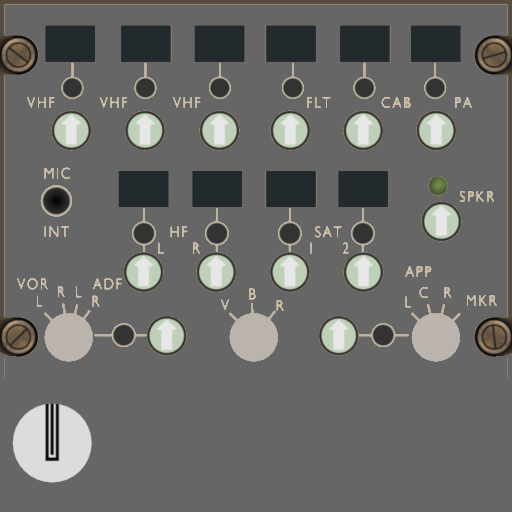 VHF VHF VHF FLT CAB PA
MIC
SPKR
INT HF SAT
L R 1 2
APP
VOR ADF
L R L R
V B R
L C R MKR